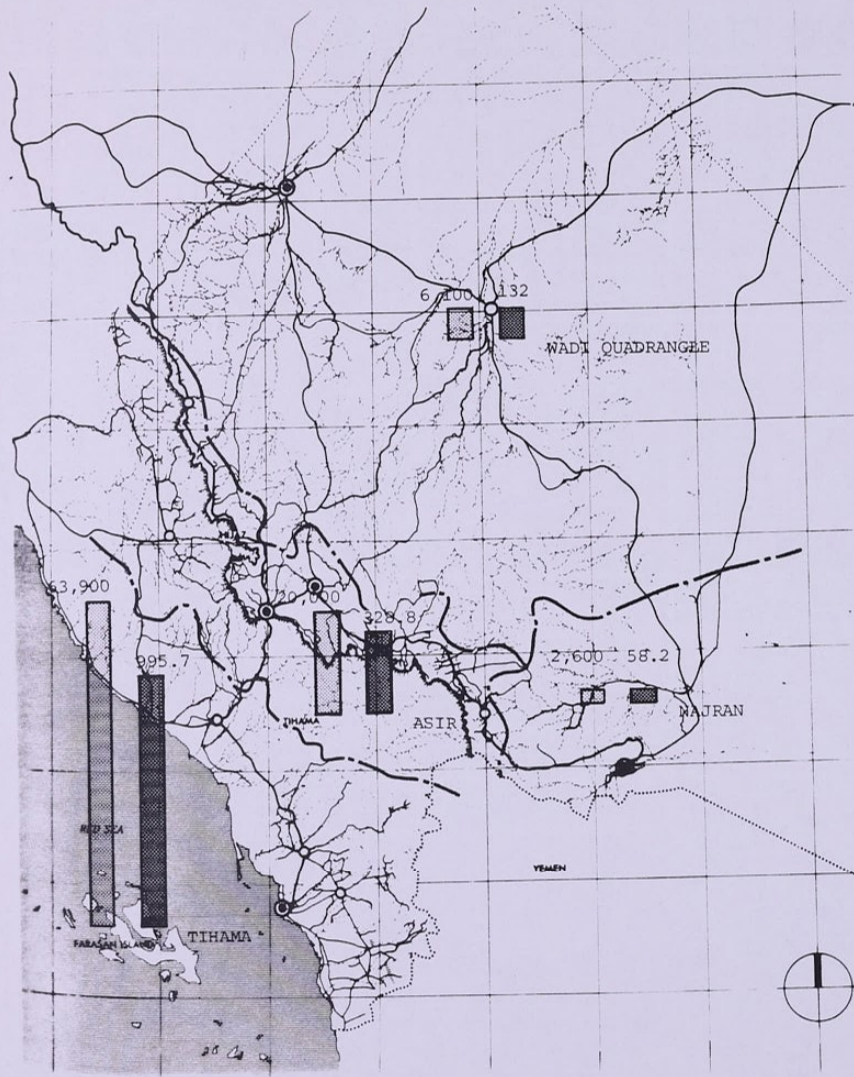 6,100 132
WADI QUADRANGLE
63,900
20,000
328.8
995.7
2,600 58.2
NAJRAN
TIHAMA
ASIR
RED SEA
YEMEN
TIHAMA
FARASAN ISLANDS